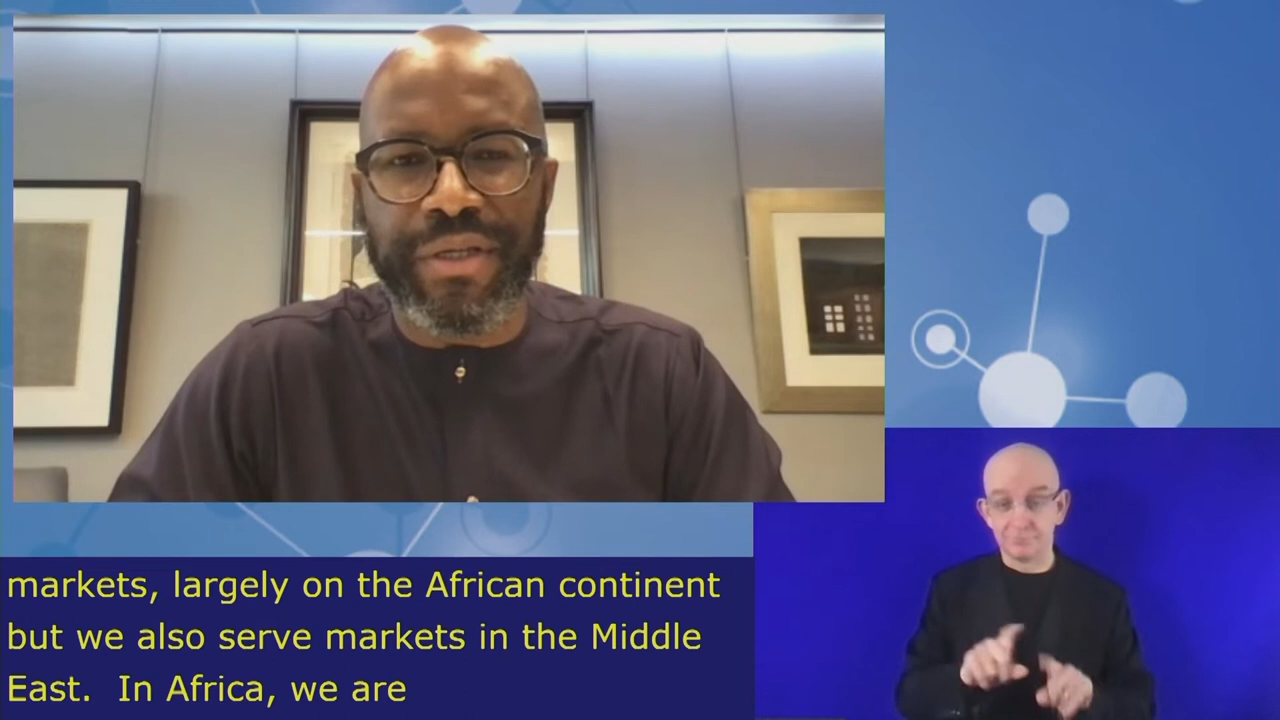 markets, largely on the African continent
but we also serve markets in the Middle
East.  In Africa, we are